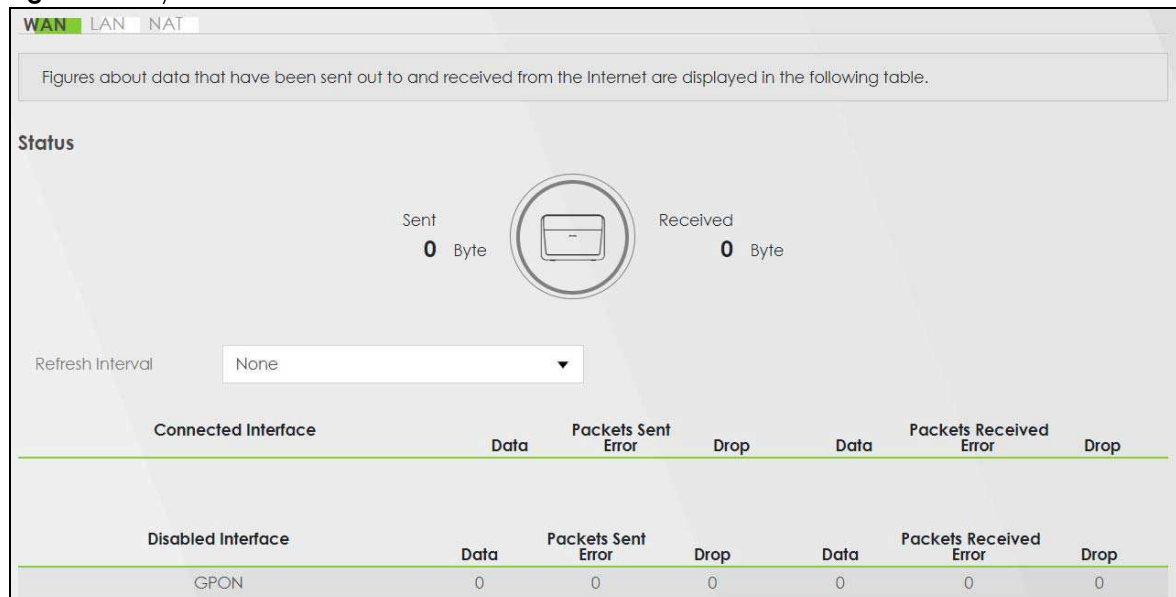 WAN LAN NAT
Figures about data that have been sent out to and received from the Internet are displayed in the following table.
Status
Sent
0 Byte
Received
0 Byte
Refresh Interval None
Connected Interface Packets Sent Packets Received
Data Error Drop Data Error Drop
Disabled Interface Packets Sent Packets Received
Data Error Drop Data Error Drop
GPON 0 0 0 0 0 0